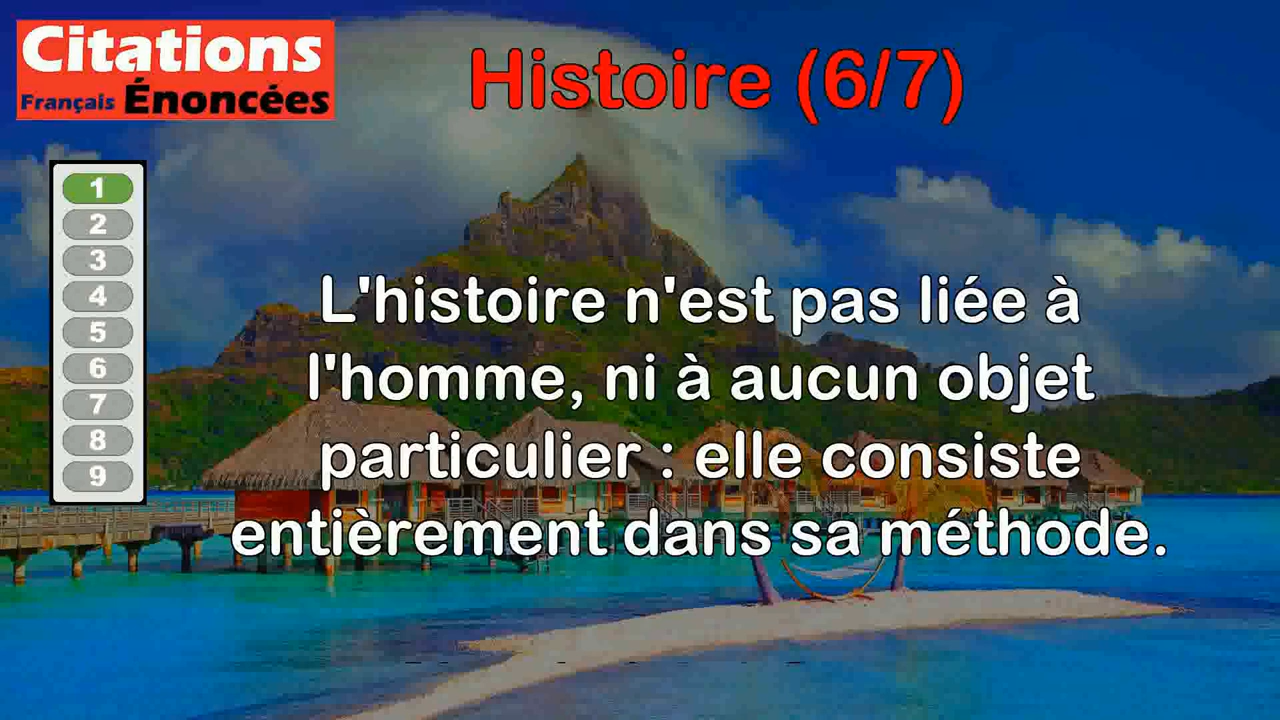 Citations
Français Énoncées
Histoire (6/7)
1
2
3
4
5
6
7
8
9
L'histoire n'est pas liée à
l'homme, ni à aucun objet
particulier : elle consiste
entièrement dans sa méthode.